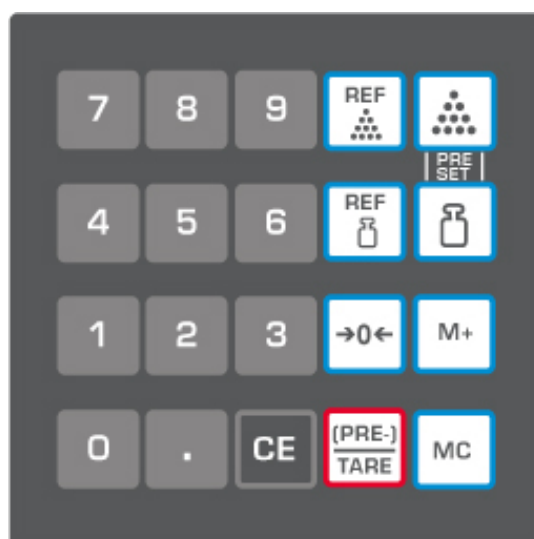 7 8 9 REF
PRE
SET
4 5 6 REF
1 2 3 →0← M+
0 . CE (PRE-) MC
TARE